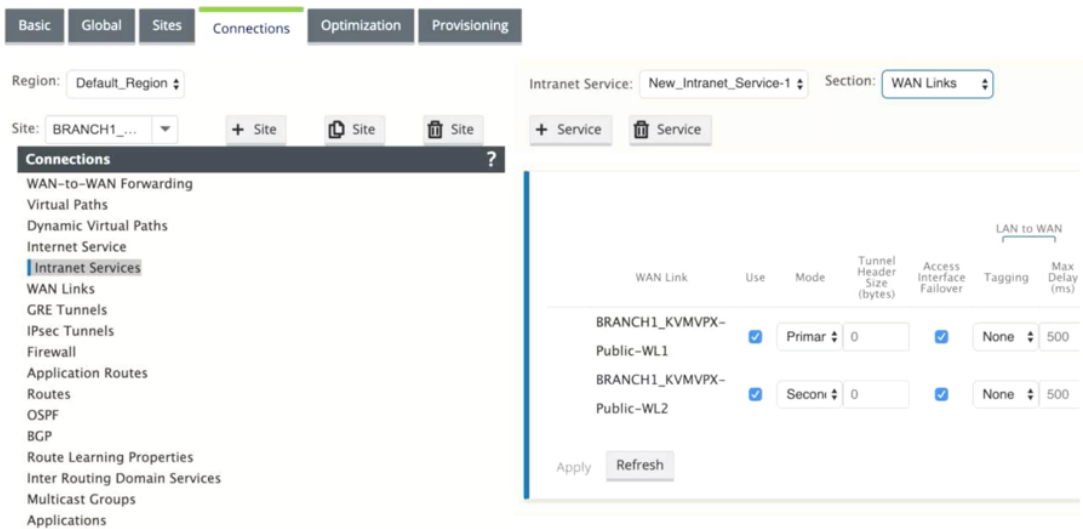 Basic Global Sites Connections Optimization Provisioning
Region: Default_Region
Site: BRANCH1_...
+ Site Site Site
Connections ?
WAN-to-WAN Forwarding
Virtual Paths
Dynamic Virtual Paths
Internet Service
Intranet Services
WAN Links
GRE Tunnels
IPsec Tunnels
Firewall
Application Routes
Routes
OSPF
BGP
Route Learning Properties
Inter Routing Domain Services
Multicast Groups
Applications
Intranet Service: New_Intranet_Service-1 Section: WAN Links
+ Service Service
LAN to WAN
WAN Link Use Mode Tunnel Header Size (bytes) Access Interface Failover Tagging Max Delay (ms)
BRANCH1_KVMVPX-
Public-WL1
Primar 0 None 500
BRANCH1_KVMVPX-
Public-WL2
Secon 0 None 500
Apply Refresh